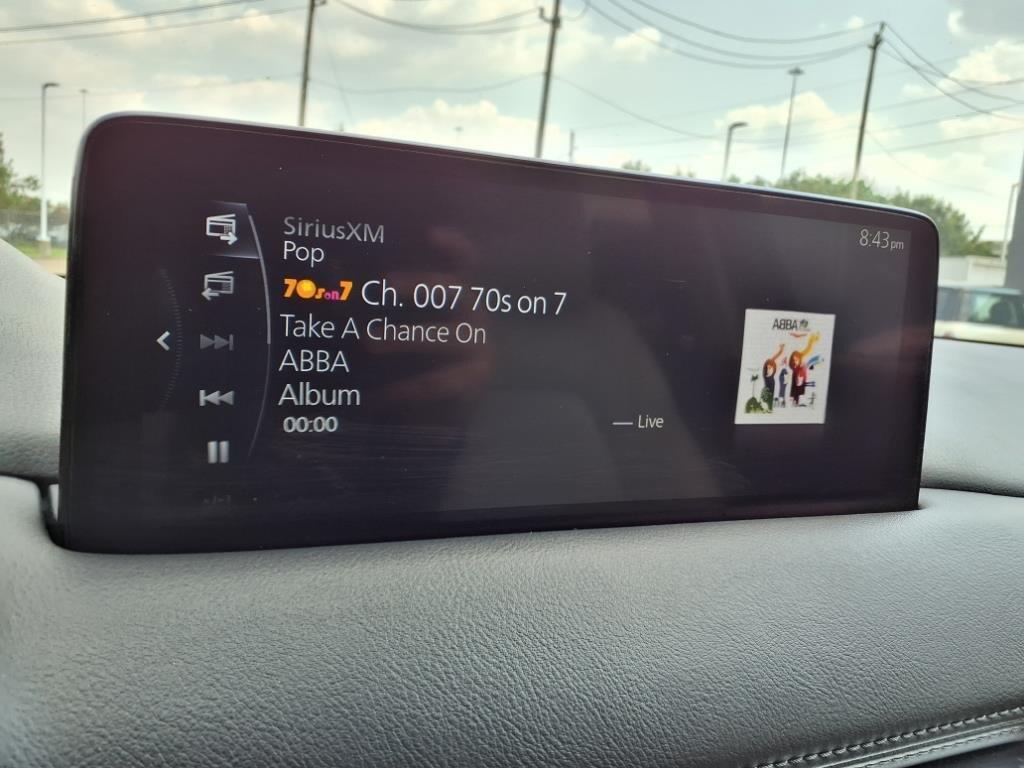 SiriusXM
8:43pm
Pop
70s on 7 Ch. 007 70s on 7
Take A Chance On
ABBA
Album
00:00
Live
ABBA